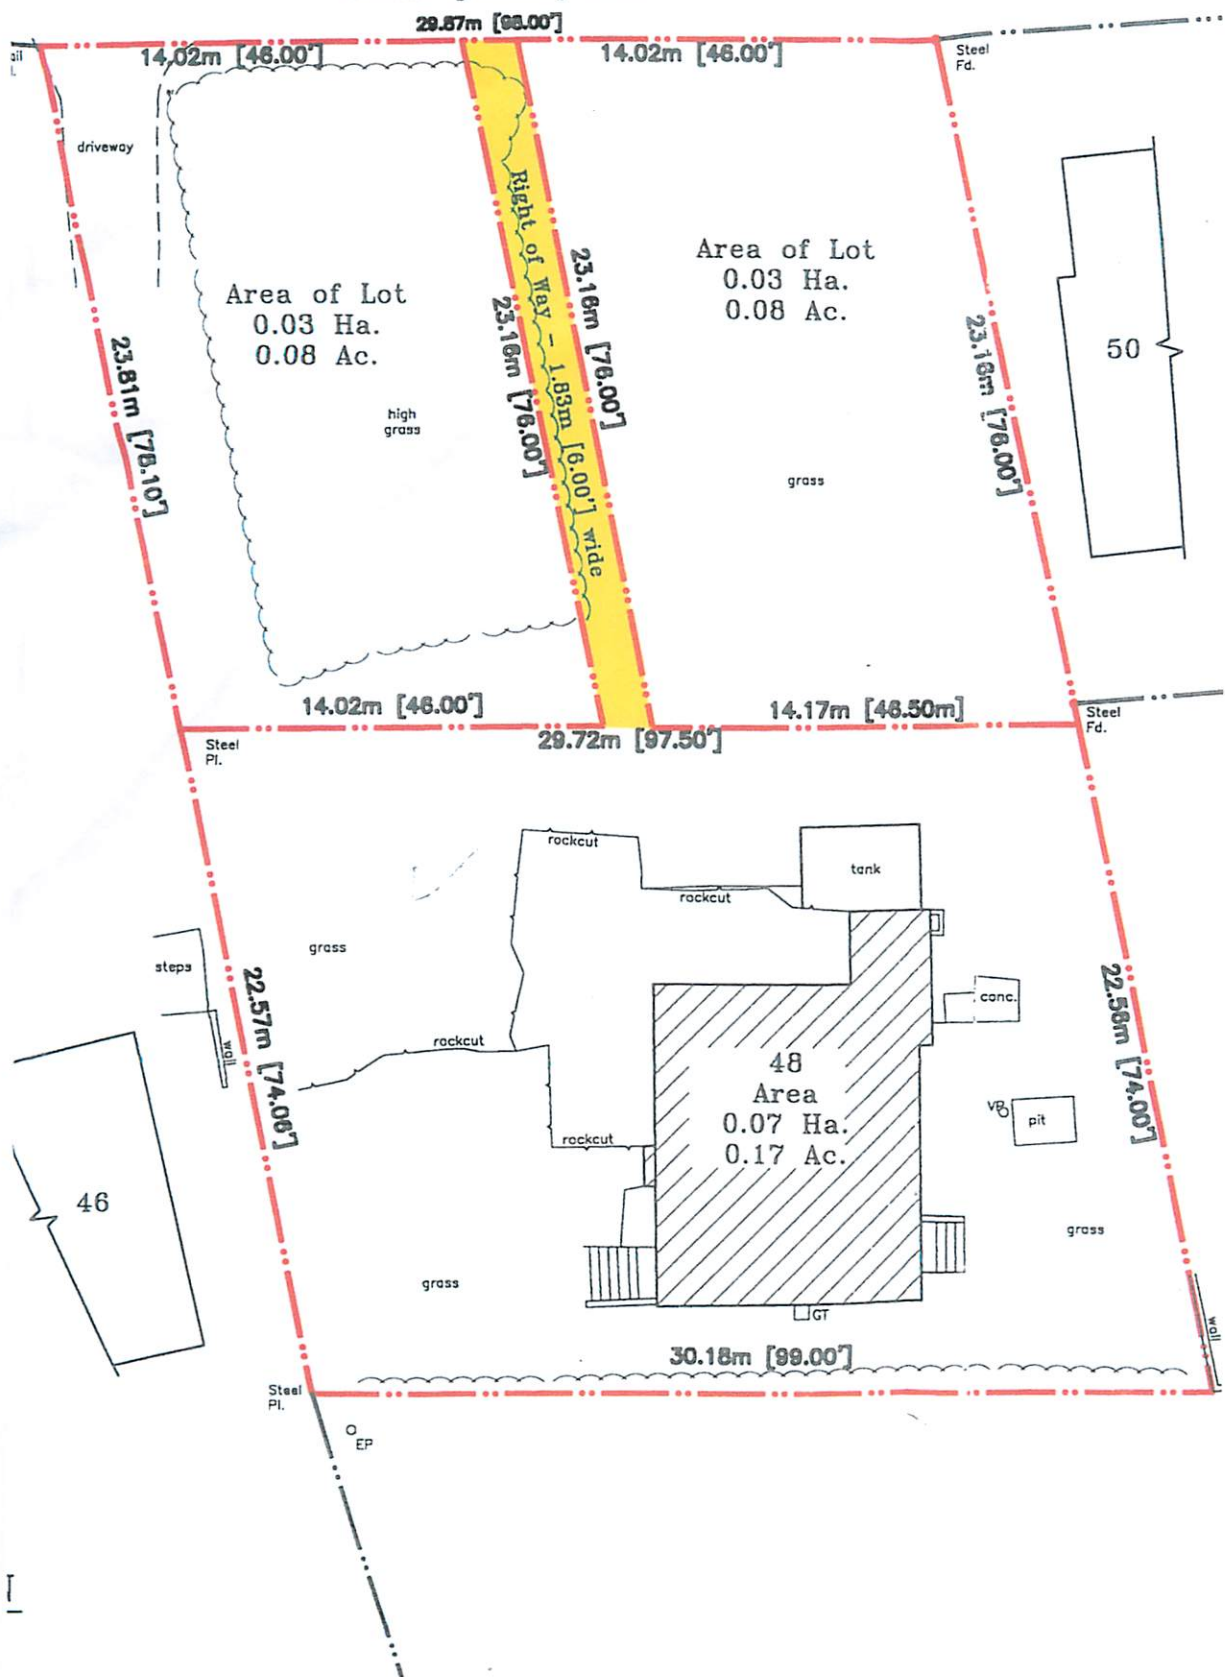 29.87m [98.00']
14.02m [46.00']
14.02m [46.00']
Steel
Fd.
driveway
Right of Way - 1.83m [6.00'] wide
Area of Lot
0.03 Ha.
0.08 Ac.
Area of Lot
0.03 Ha.
0.08 Ac.
23.16m [76.00']
23.16m [76.00']
23.16m [76.00']
50
23.81m [78.10']
high
grass
grass
14.02m [46.00']
14.17m [46.50m]
Steel
Fd.
Steel
Pl.
29.72m [97.50']
rockcut
tank
rockcut
grass
steps
22.57m [74.06']
22.56m [74.00']
conc.
wall
rockcut
48
Area
0.07 Ha.
0.17 Ac.
VP
pit
rockcut
46
grass
grass
GT
wall
30.18m [99.00']
Steel
Pl.
EP